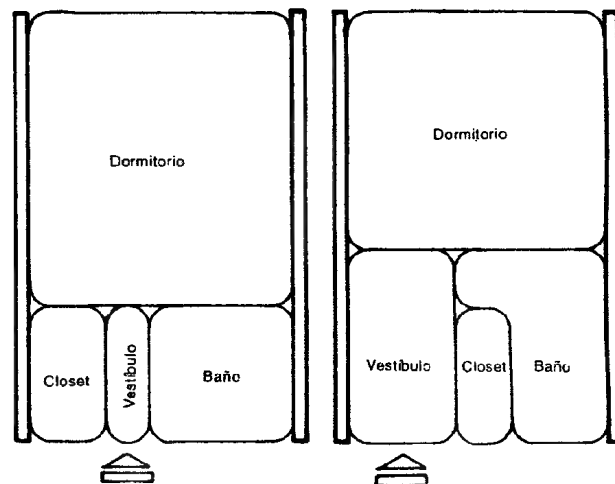 Dormitorio
Closet
Vestíbulo
Baño
Dormitorio
Vestíbulo
Closet
Baño